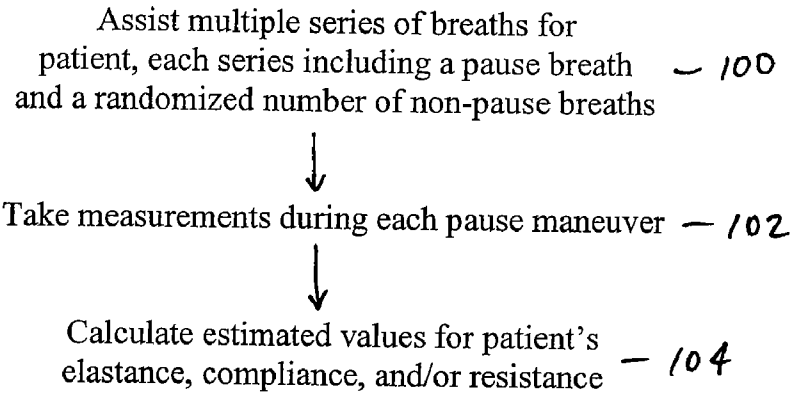 Assist multiple series of breaths for
patient, each series including a pause breath – 100
and a randomized number of non-pause breaths
Take measurements during each pause maneuver – 102
Calculate estimated values for patient's
elastance, compliance, and/or resistance – 104